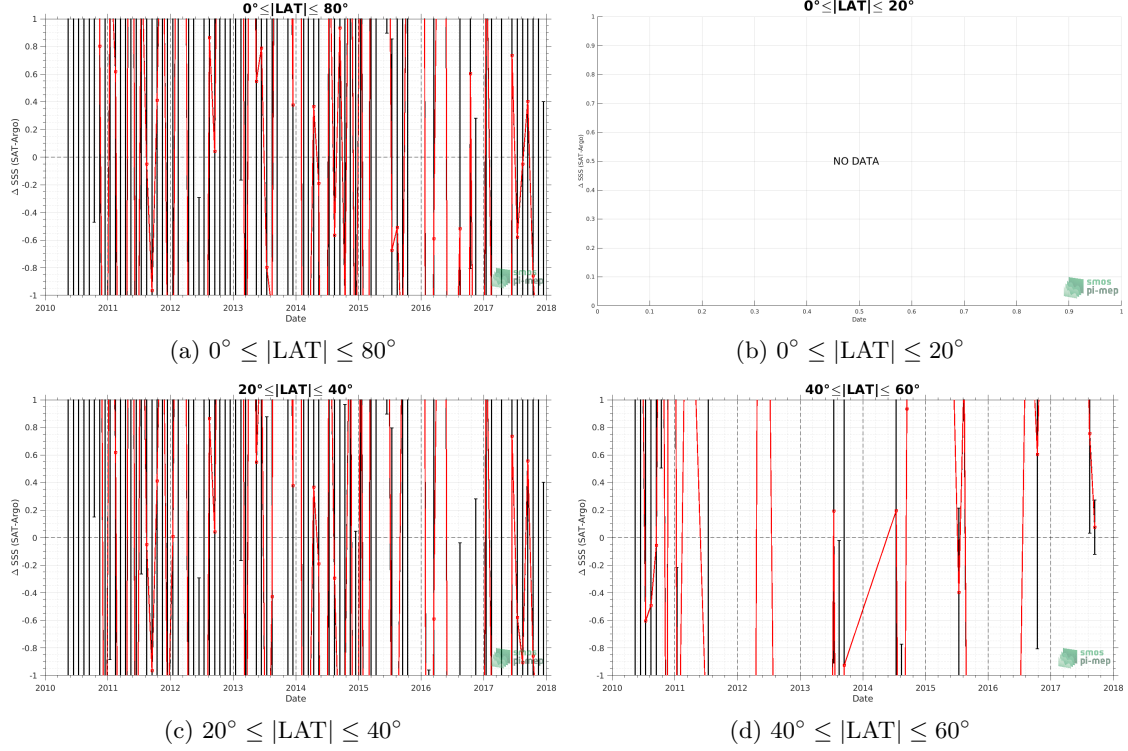 0°≤|LAT|≤ 80°
Δ SSS (SAT-Argo)
1
0.8
0.6
0.4
0.2
0
-0.2
-0.4
-0.6
-0.8
-1
2010 2011 2012 2013 2014 2015 2016 2017 2018
Date
smos
pi-mep
(a) 0° ≤ |LAT| ≤ 80°
0°≤|LAT|≤ 20°
Δ SSS (SAT-Argo)
1
0.9
0.8
0.7
0.6
0.5
0.4
0.3
0.2
0.1
0
NO DATA
0 0.1 0.2 0.3 0.4 0.5 0.6 0.7 0.8 0.9 1
Date
smos
pi-mep
(b) 0° ≤ |LAT| ≤ 20°
20°≤|LAT|≤ 40°
Δ SSS (SAT-Argo)
1
0.8
0.6
0.4
0.2
0
-0.2
-0.4
-0.6
-0.8
-1
2010 2011 2012 2013 2014 2015 2016 2017 2018
Date
smos
pi-mep
(c) 20° ≤ |LAT| ≤ 40°
40°≤|LAT|≤ 60°
Δ SSS (SAT-Argo)
1
0.8
0.6
0.4
0.2
0
-0.2
-0.4
-0.6
-0.8
-1
2010 2011 2012 2013 2014 2015 2016 2017 2018
Date
smos
pi-mep
(d) 40° ≤ |LAT| ≤ 60°